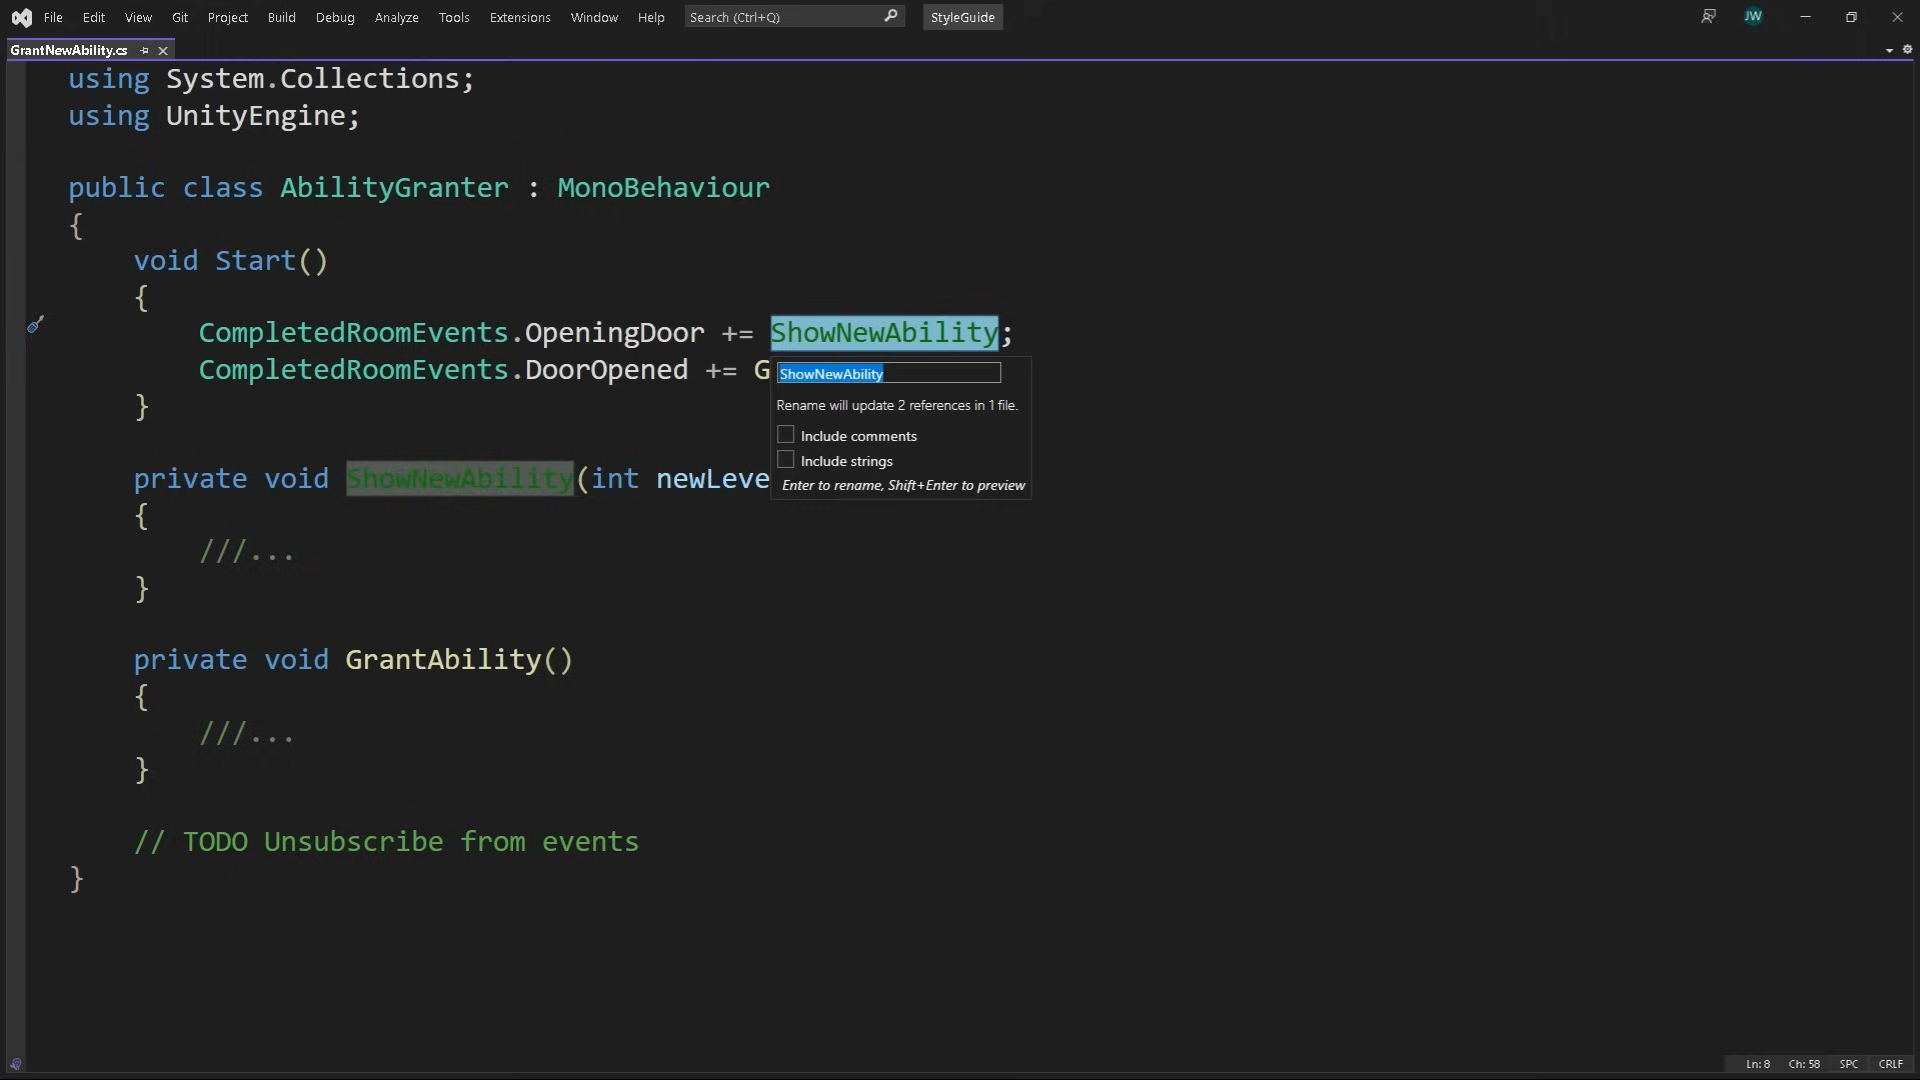 File Edit View Git Project Build Debug Analyze Tools Extensions Window Help Search (Ctrl+Q) StyleGuide JW
GrantNewAbility.cs
using System.Collections;
using UnityEngine;
public class AbilityGranter : MonoBehaviour
{
void Start()
{
CompletedRoomEvents.OpeningDoor += ShowNewAbility;
CompletedRoomEvents.DoorOpened += G
ShowNewAbility
Rename will update 2 references in 1 file.
Include comments
Include strings
Enter to rename, Shift+Enter to preview
}
private void ShowNewAbility(int newLeve
{
///...
}
private void GrantAbility()
{
///...
}
// TODO Unsubscribe from events
}
Ln: 8 Ch: 58 SPC CRLF